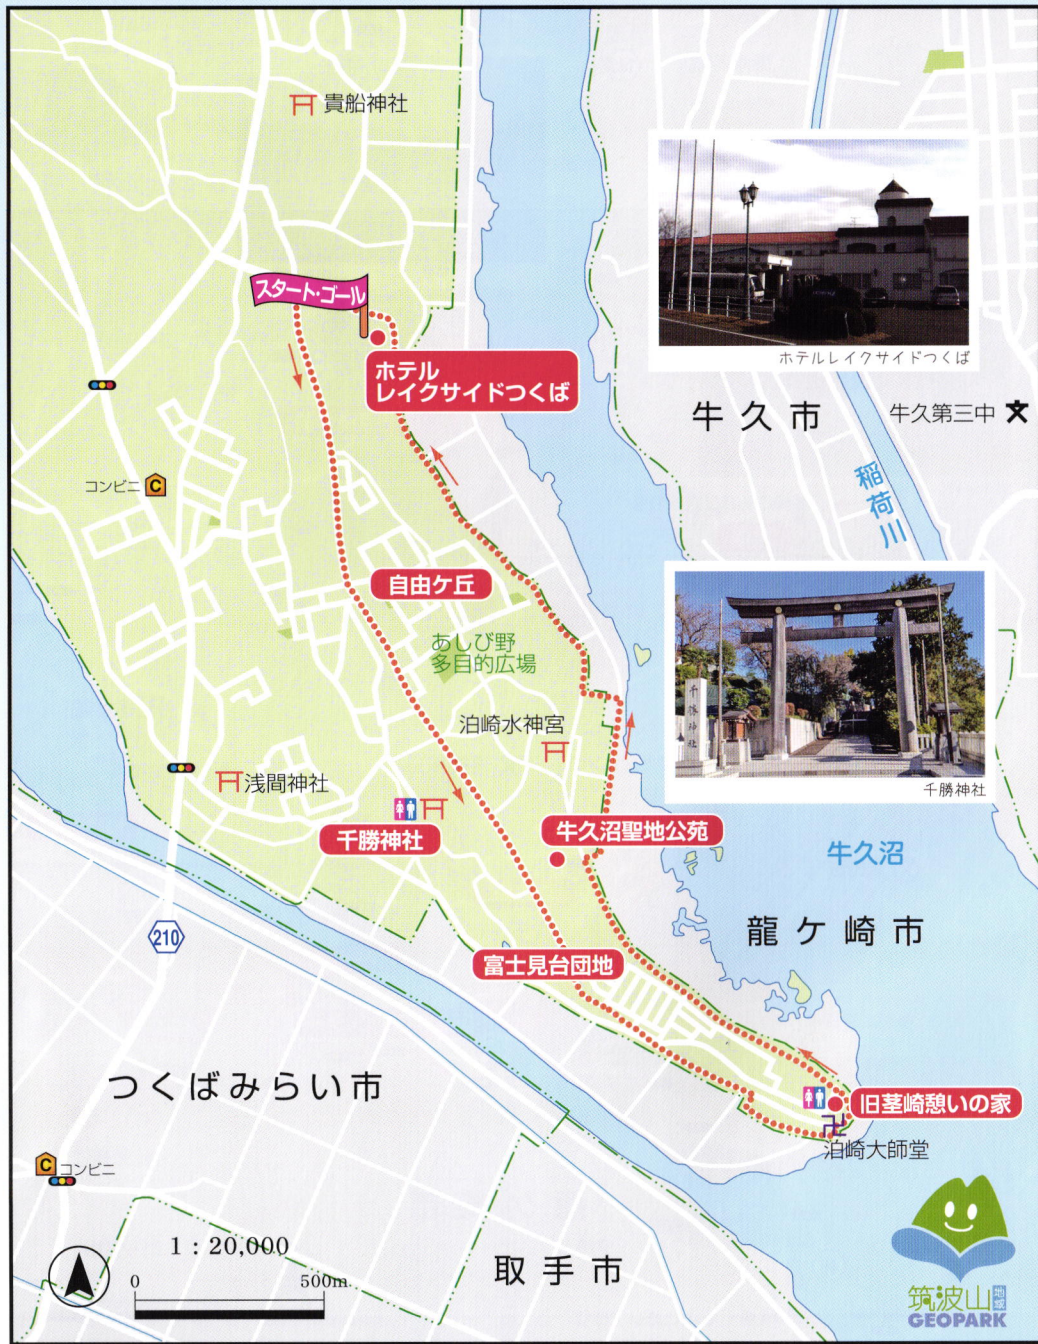 貴船神社
スタート・ゴール
ホテル
レイクサイドつくば
ホテルレイクサイドつくば
牛久市
牛久第三中
稲荷川
コンビニ
C
自由ケ丘
あしび野
多目的広場
泊崎水神宮
浅間神社
千勝神社
千勝神社
千勝神社
牛久沼聖地公苑
牛久沼
龍ケ崎市
210
富士見台団地
つくばみらい市
旧茎崎憩いの家
泊崎大師堂
C
コンビニ
1：20,000
0 500m
取手市
筑波山地域
GEOPARK